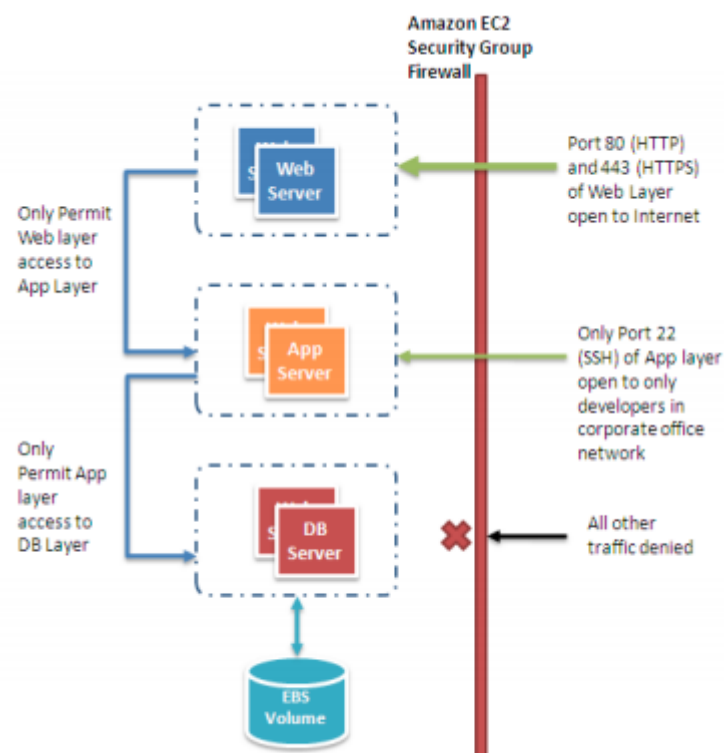 Amazon EC2
Security Group
Firewall
Web
Server
Port 80 (HTTP)
and 443 (HTTPS)
of Web Layer
open to Internet
Only Permit
Web layer
access to
App Layer
App
Server
Only Port 22
(SSH) of App layer
open to only
developers in
corporate office
network
Only
Permit App
layer
access to
DB Layer
DB
Server
All other
traffic denied
EBS
Volume